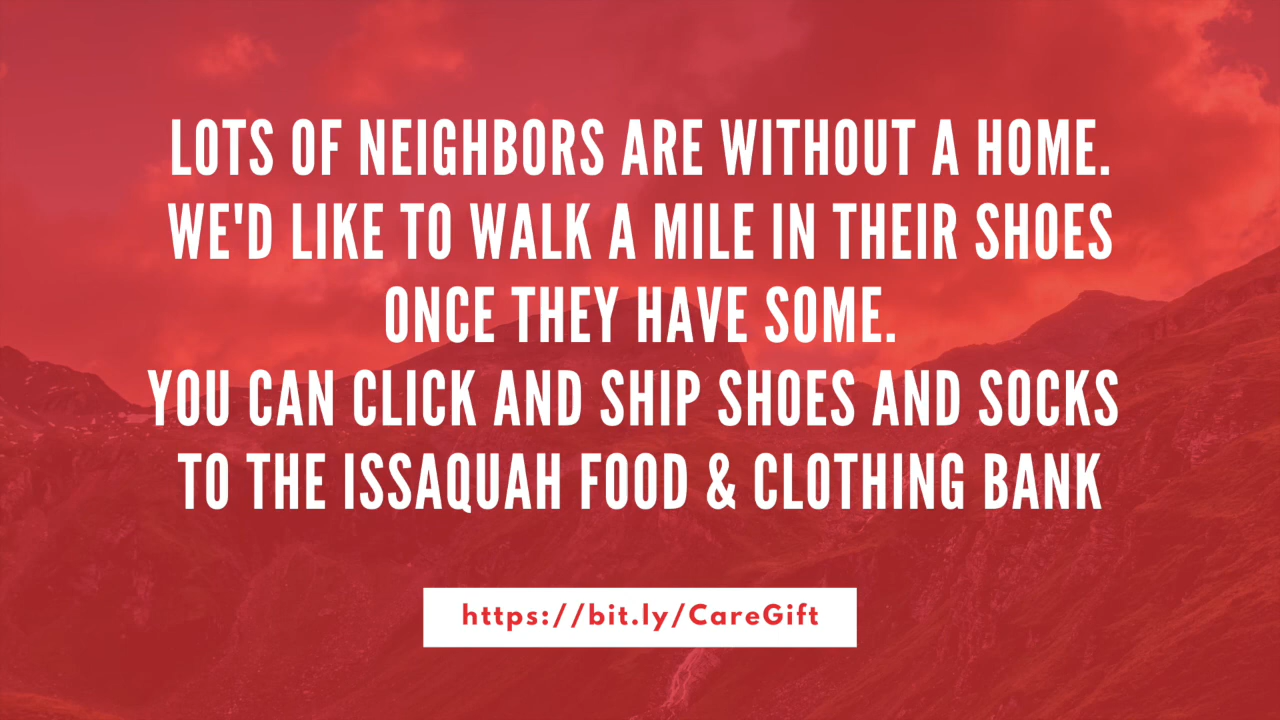 LOTS OF NEIGHBORS ARE WITHOUT A HOME.
WE'D LIKE TO WALK A MILE IN THEIR SHOES
ONCE THEY HAVE SOME.
YOU CAN CLICK AND SHIP SHOES AND SOCKS
TO THE ISSAQUAH FOOD & CLOTHING BANK
https://bit.ly/CareGift